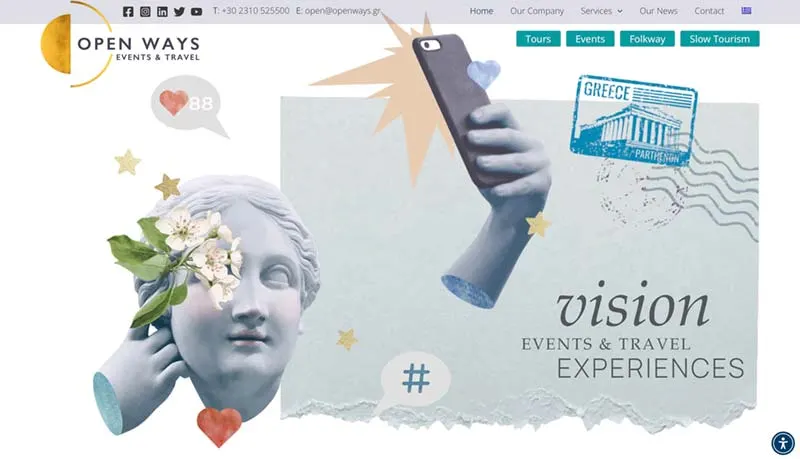 T: +30 2310 525500 E: open@openways.gr
Home Our Company Services Our News Contact
OPEN WAYS
EVENTS & TRAVEL
Tours Events Folkway Slow Tourism
88
GREECE
PARTHENON
vision
EVENTS & TRAVEL
EXPERIENCES
#